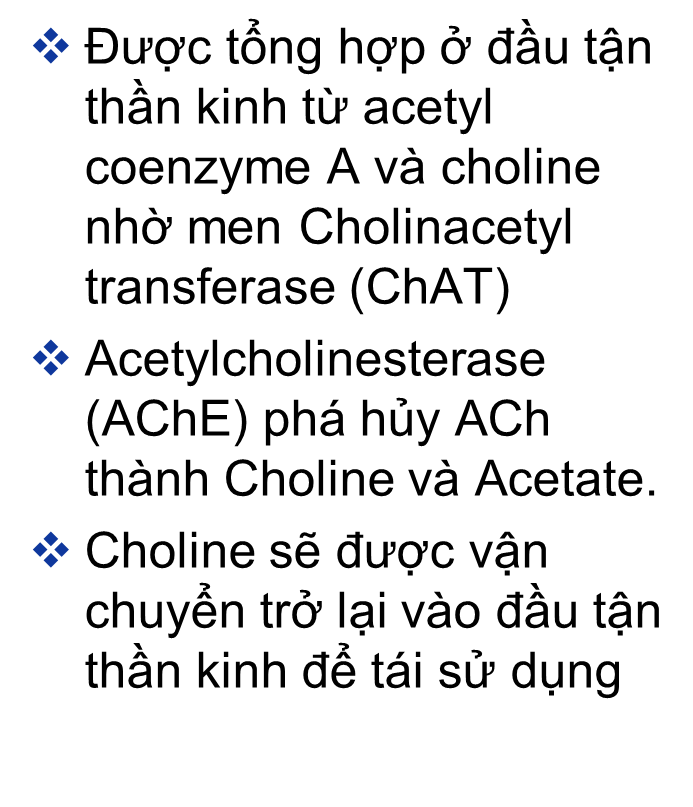 ❖ Được tổng hợp ở đầu tận
thần kinh từ acetyl
coenzyme A và choline
nhờ men Cholinacetyl
transferase (ChAT)
❖ Acetylcholinesterase
(AChE) phá hủy ACh
thành Choline và Acetate.
❖ Choline sẽ được vận
chuyển trở lại vào đầu tận
thần kinh để tái sử dụng